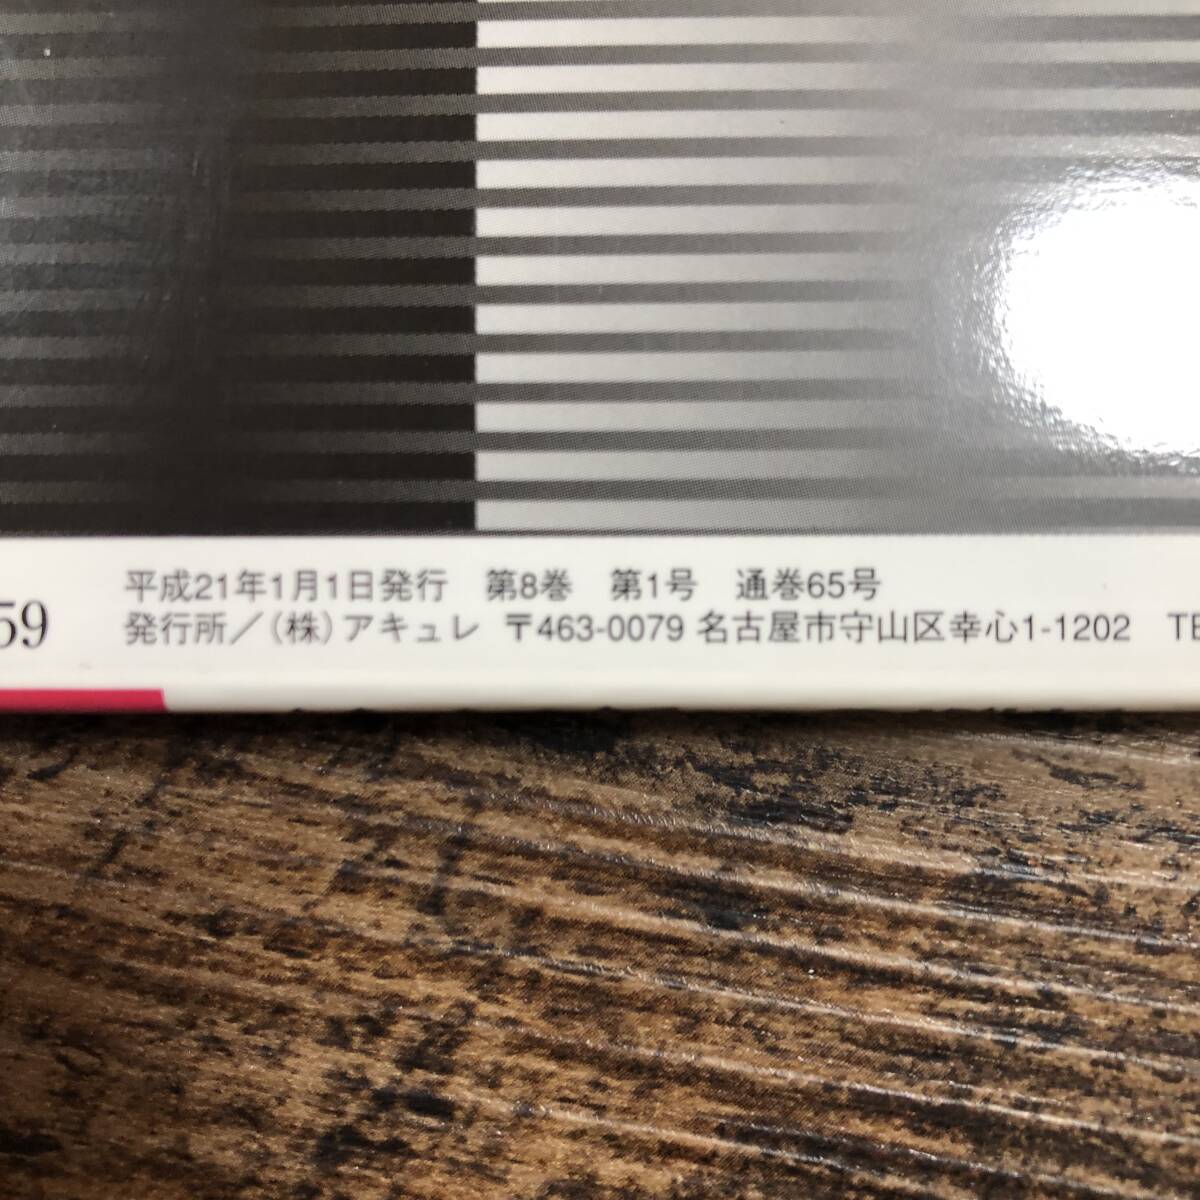 平成21年1月1日発行　第8巻　第1号　通巻65号
59
発行所／（株）アキュレ 〒463-0079 名古屋市守山区幸心1-1202　TE